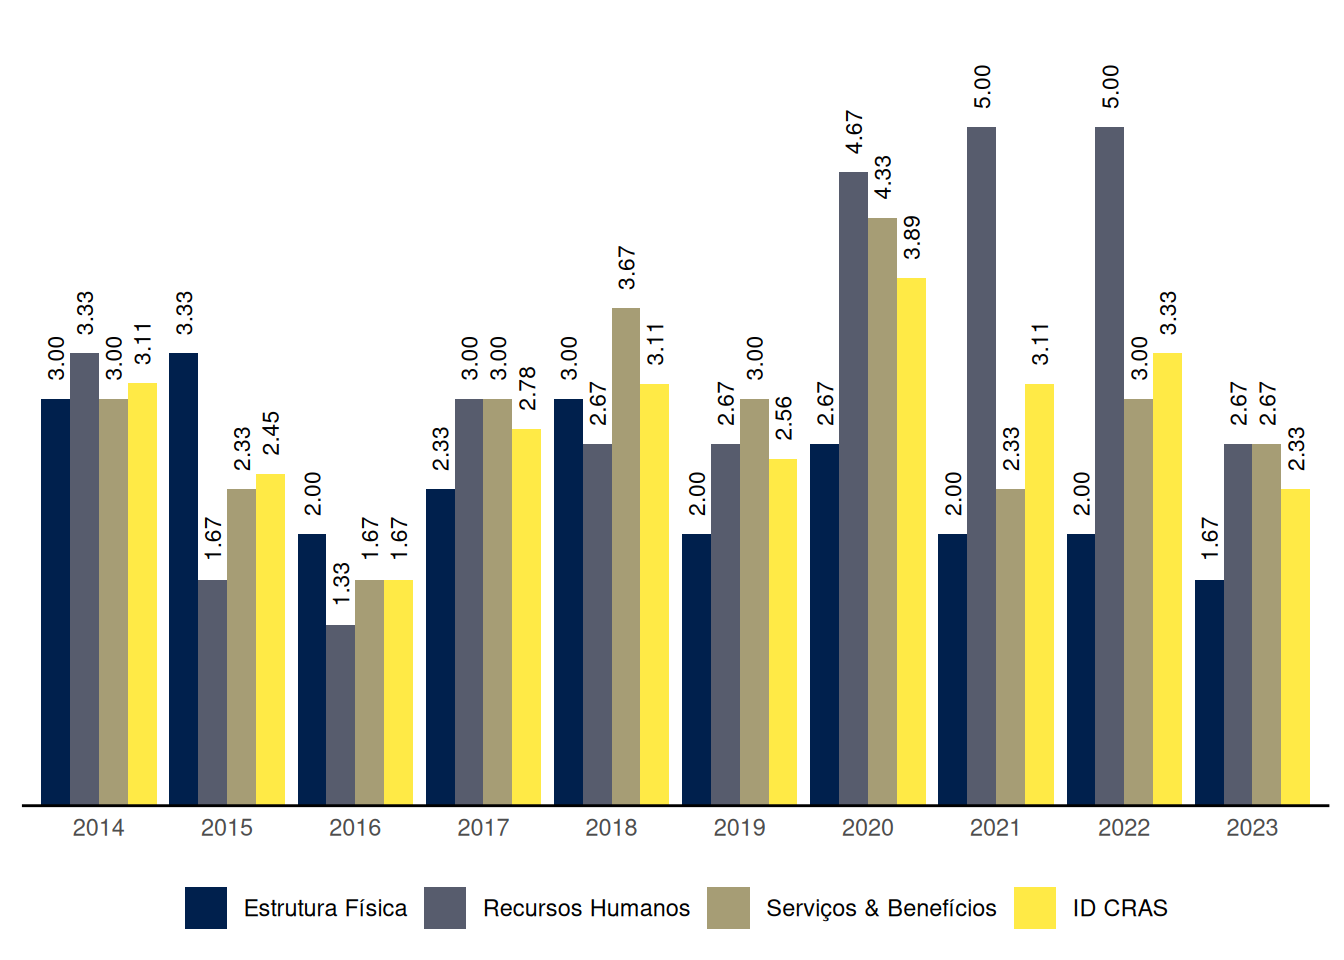 3.00 3.33 3.00 3.11 3.33 1.67 2.33 2.45 2.00 1.33 1.67 1.67 2.33 3.00 3.00 2.78 3.00 2.67 3.67 3.11 2.00 2.67 3.00 2.56 2.67 4.67 4.33 3.89 2.00 5.00 2.33 3.11 2.00 5.00 3.00 3.33 1.67 2.67 2.67 2.33
2014 2015 2016 2017 2018 2019 2020 2021 2022 2023
Estrutura Física Recursos Humanos Serviços & Benefícios ID CRAS